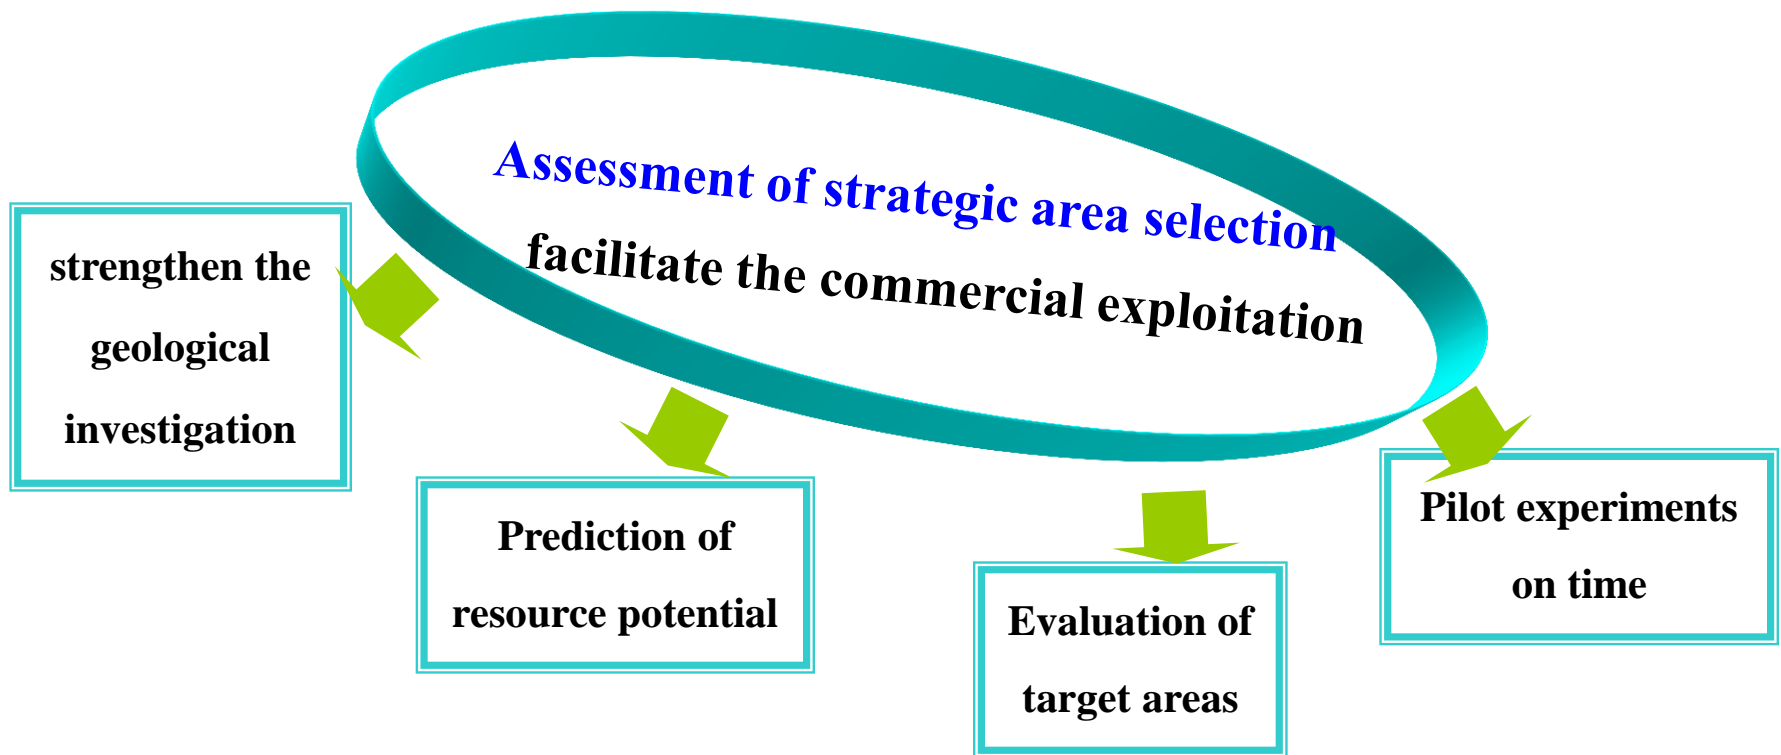 Assessment of strategic area selection
facilitate the commercial exploitation
strengthen the
geological
investigation
Prediction of
resource potential
Evaluation of
target areas
Pilot experiments
on time